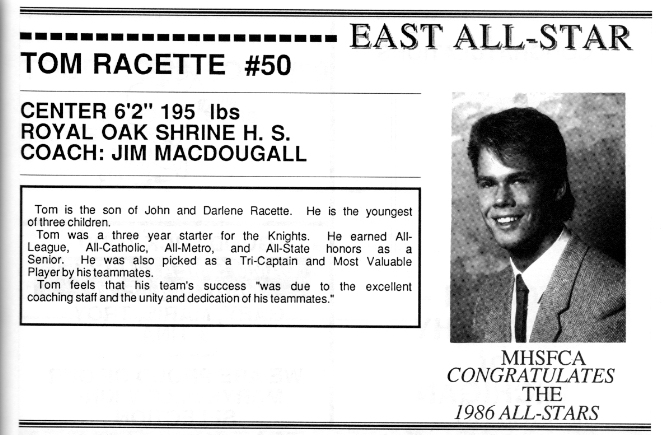 EAST ALL-STAR
TOM RACETTE #50
CENTER 6'2" 195 lbs
ROYAL OAK SHRINE H. S.
COACH: JIM MACDOUGALL
Tom is the son of John and Darlene Racette. He is the youngest
of three children.
Tom was a three year starter for the Knights. He earned All-
League, All-Catholic, All-Metro, and All-State honors as a
Senior. He was also picked as a Tri-Captain and Most Valuable
Player by his teammates.
Tom feels that his team's success "was due to the excellent
coaching staff and the unity and dedication of his teammates."
MHSFCA
CONGRATULATES
THE
1986 ALL-STARS